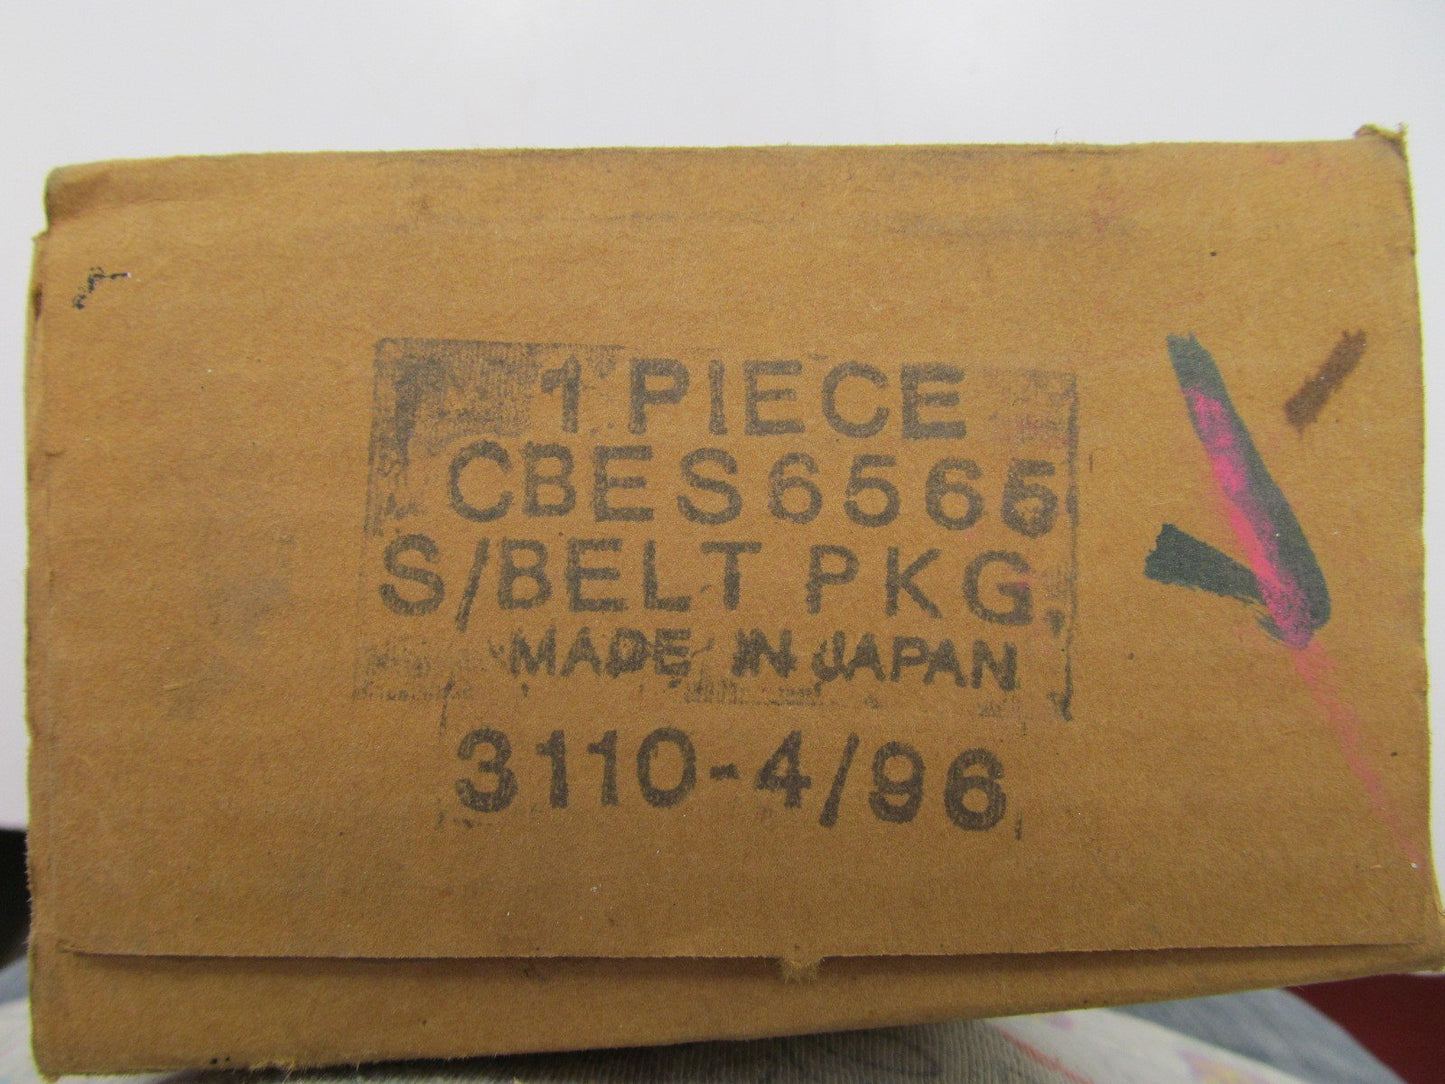 1 PIECE
CBES6565
S/BELT PKG.
MADE IN JAPAN
3110-4/96